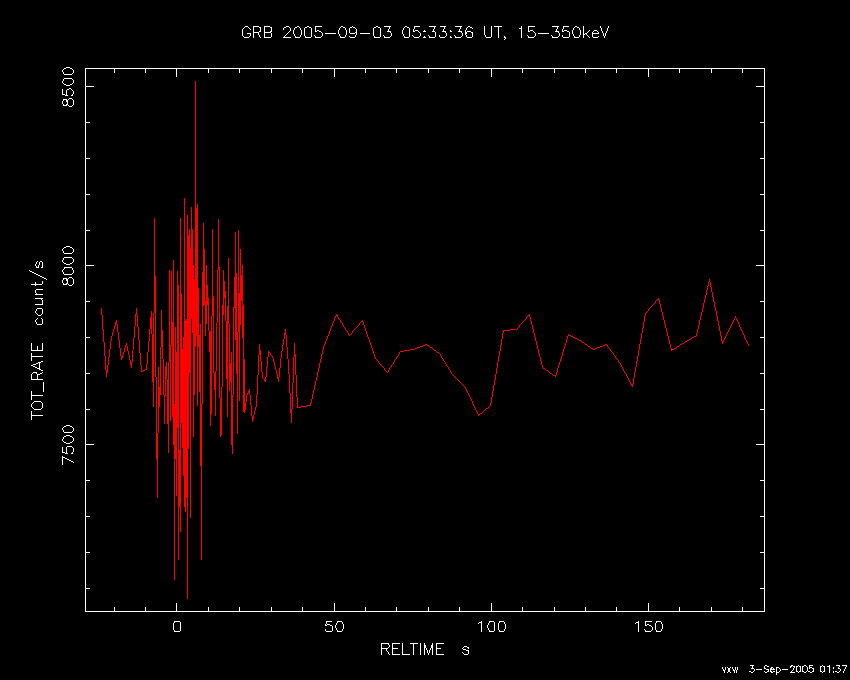 GRB 2005-09-03 05:33:36 UT, 15-350keV
8500
8000
7500
TOT_RATE count/s
0 50 100 150
RELTIME s
vxw 3-Sep-2005 01:37